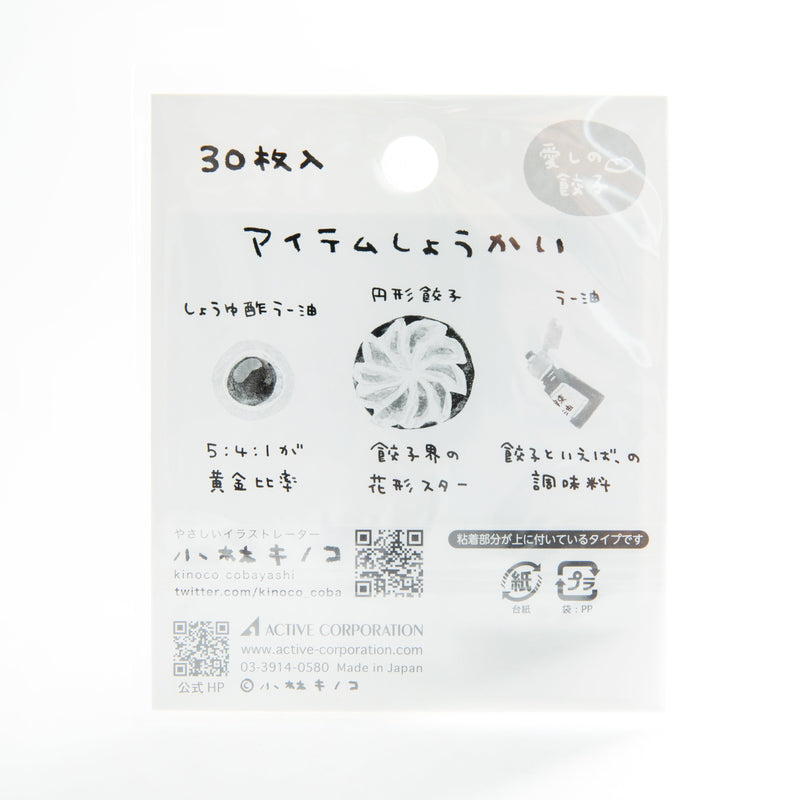 30枚入
愛しの
餃子
アイテムしょうかい
しょうゆ酢ラー油
円形餃子
ラー油
5:4:1が
黄金比率
餃子界の
花形スター
餃子といえば、の
調味料
やさしいイラストレーター
小林キノコ
kinoco cobayashi
twitter.com/kinoco_coba
粘着部分が上に付いているタイプです
紙
台紙
プラ
袋:PP
ACTIVE CORPORATION
www.active-corporation.com
03-3914-0580 Made in Japan
公式HP
©小林キノコ